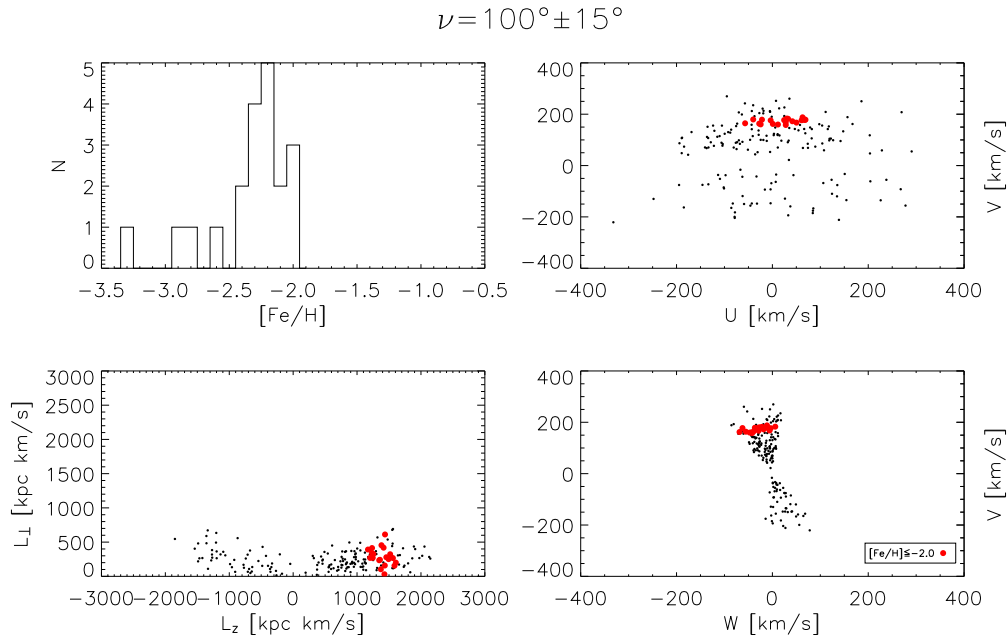 ν=100°±15°
5
4
3
2
1
0
N
−3.5 −3.0 −2.5 −2.0 −1.5 −1.0 −0.5
[Fe/H]
400
200
0
−200
−400
V [km/s]
−400 −200 0 200 400
U [km/s]
3000
2500
2000
1500
1000
500
0
L⊥ [kpc km/s]
−3000 −2000 −1000 0 1000 2000 3000
Lz [kpc km/s]
400
200
0
−200
−400
V [km/s]
[Fe/H]≤−2.0
−400 −200 0 200 400
W [km/s]